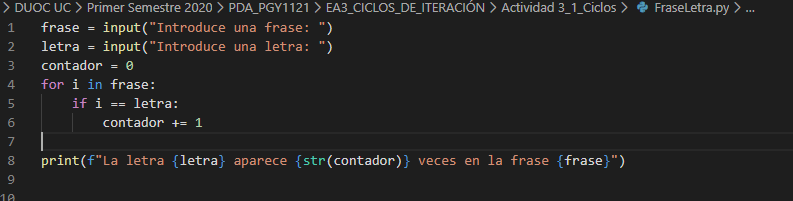 > DUOC UC > Primer Semestre 2020 > PDA_PGY1121 > EA3_CICLOS_DE_ITERACIÓN > Actividad 3_1_Ciclos > FraseLetra.py > ...
1 frase = input("Introduce una frase: ")
2 letra = input("Introduce una letra: ")
3 contador = 0
4 for i in frase:
5     if i == letra:
6         contador += 1
7
8 print(f"La letra {letra} aparece {str(contador)} veces en la frase {frase}")
9
10